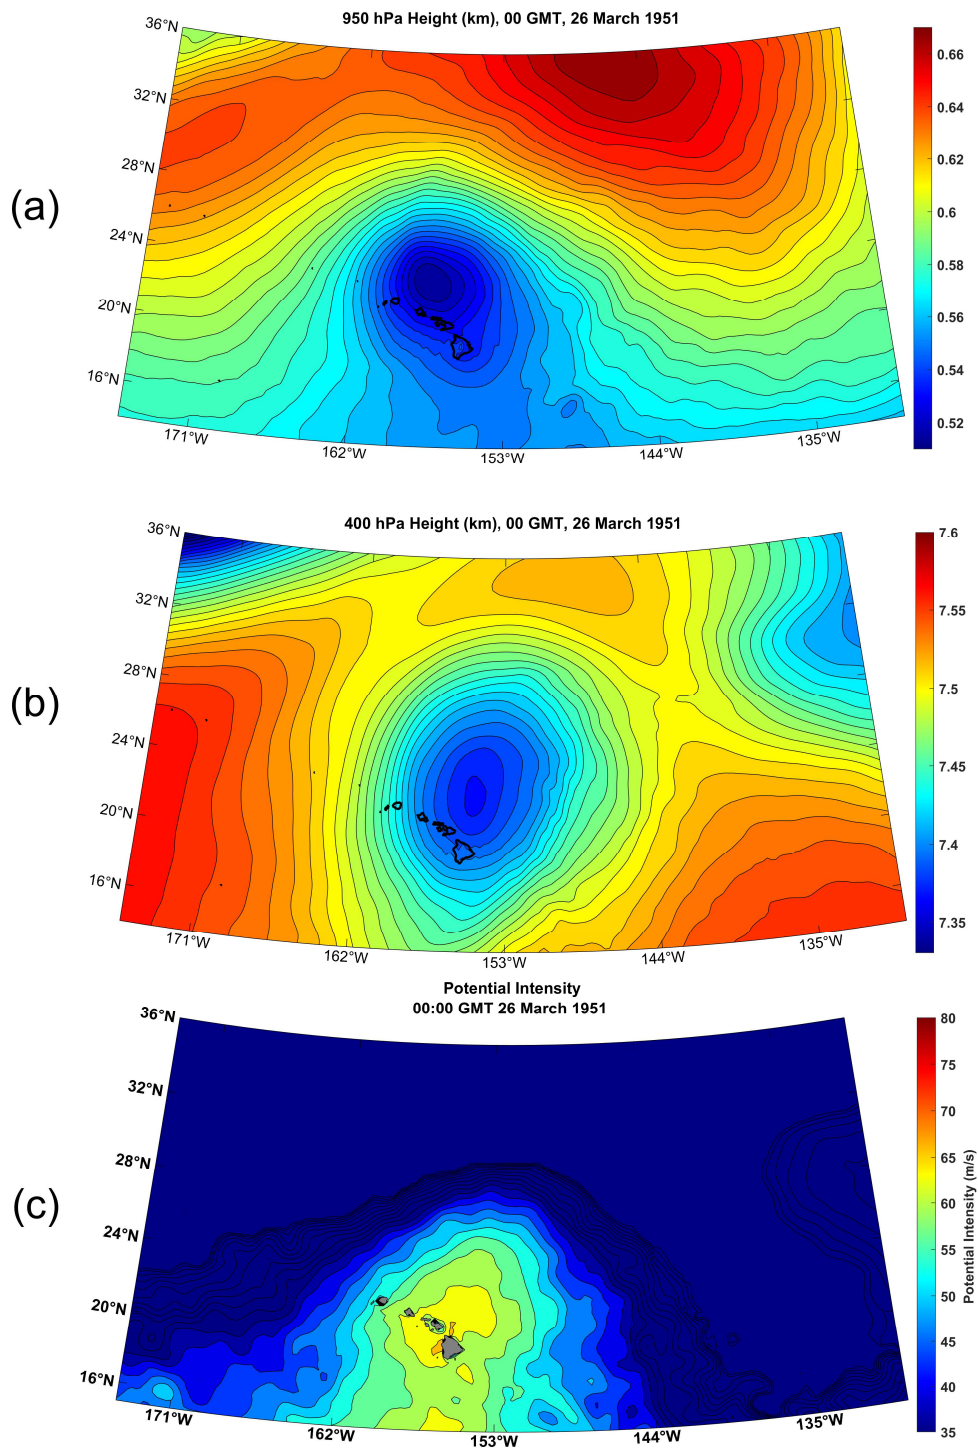 950 hPa Height (km), 00 GMT, 26 March 1951
(a)
36°N
32°N
28°N
24°N
20°N
16°N
171°W
162°W
153°W
144°W
135°W
0.66
0.64
0.62
0.6
0.58
0.56
0.54
0.52
400 hPa Height (km), 00 GMT, 26 March 1951
(b)
36°N
32°N
28°N
24°N
20°N
16°N
171°W
162°W
153°W
144°W
135°W
7.6
7.55
7.5
7.45
7.4
7.35
Potential Intensity
00:00 GMT 26 March 1951
(c)
36°N
32°N
28°N
24°N
20°N
16°N
171°W
162°W
153°W
144°W
135°W
80
75
70
65
60
55
50
45
40
35
Potential Intensity (m/s)